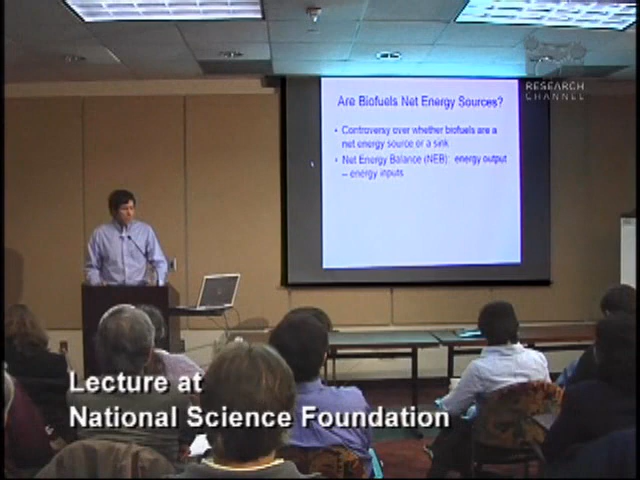 RESEARCH
CHANNEL
Are Biofuels Net Energy Sources?
• Controversy over whether biofuels are a
net energy source or a sink
• Net Energy Balance (NEB): energy output
– energy inputs
Lecture at
National Science Foundation